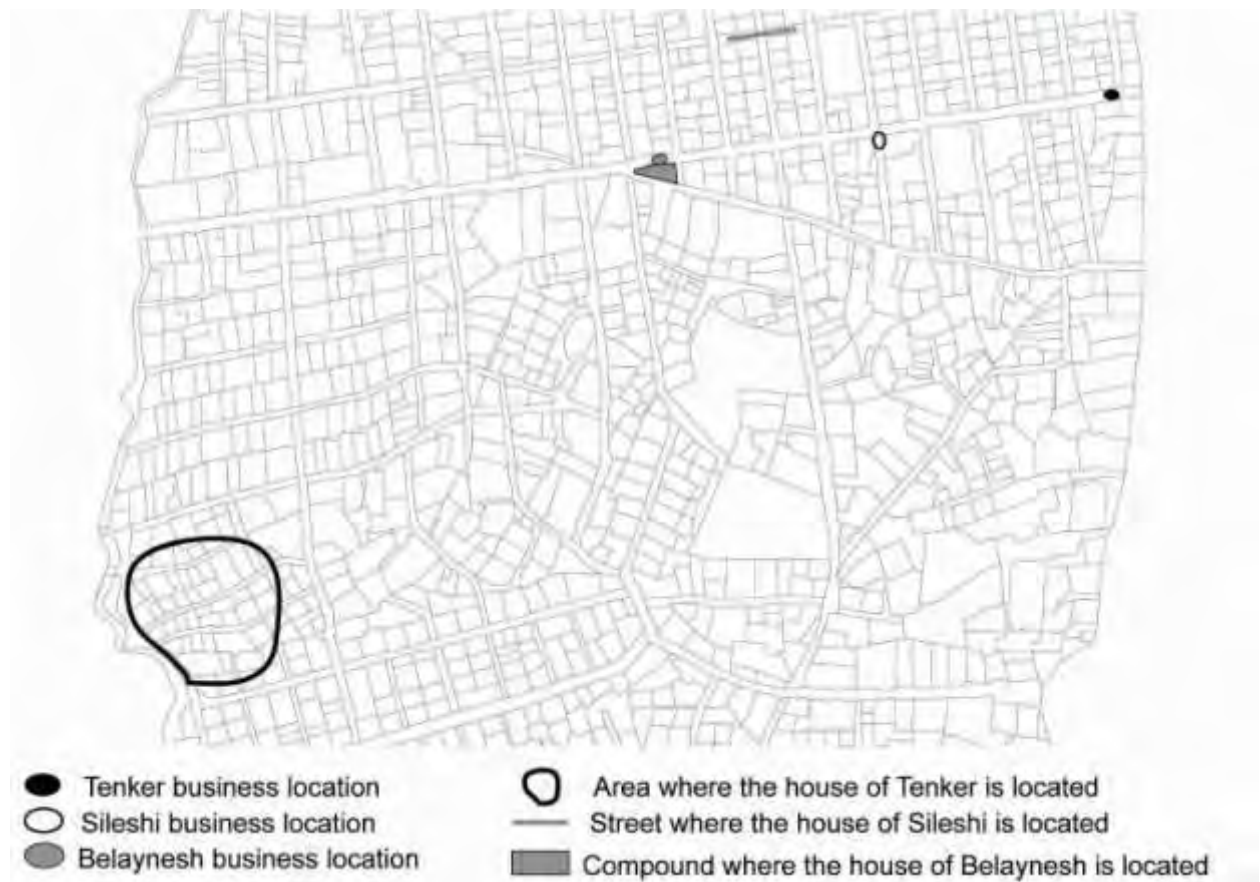 Tenker business location
Sileshi business location
Belaynesh business location
Area where the house of Tenker is located
Street where the house of Sileshi is located
Compound where the house of Belaynesh is located